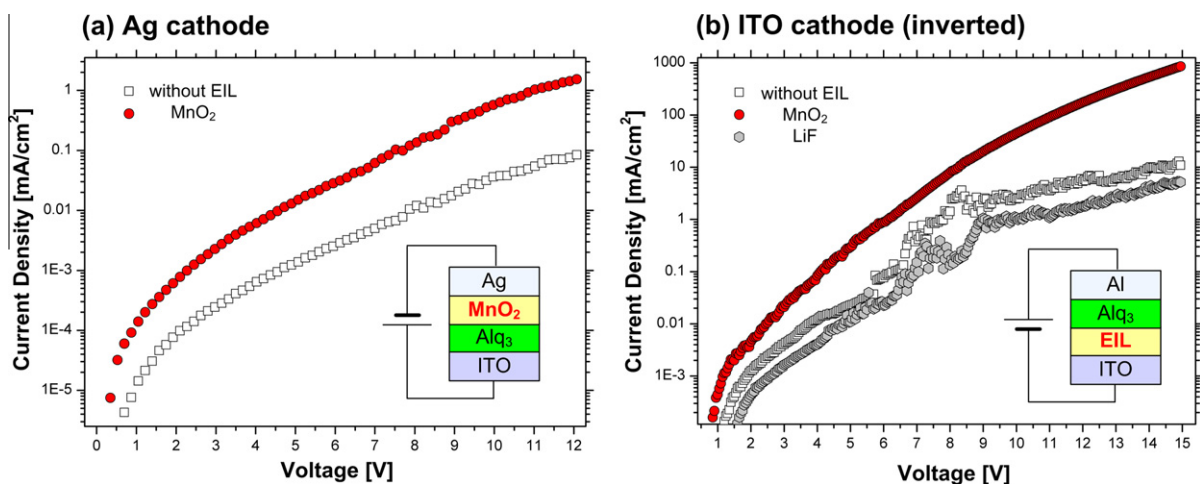 (a) Ag cathode
Current Density [mA/cm²]
1
0.1
0.01
1E-3
1E-4
1E-5
without EIL
MnO₂
Ag
MnO₂
Alq₃
ITO
0 1 2 3 4 5 6 7 8 9 10 11 12
Voltage [V]
(b) ITO cathode (inverted)
Current Density [mA/cm²]
1000
100
10
1
0.1
0.01
1E-3
without EIL
MnO₂
LiF
Al
Alq₃
EIL
ITO
1 2 3 4 5 6 7 8 9 10 11 12 13 14 15
Voltage [V]